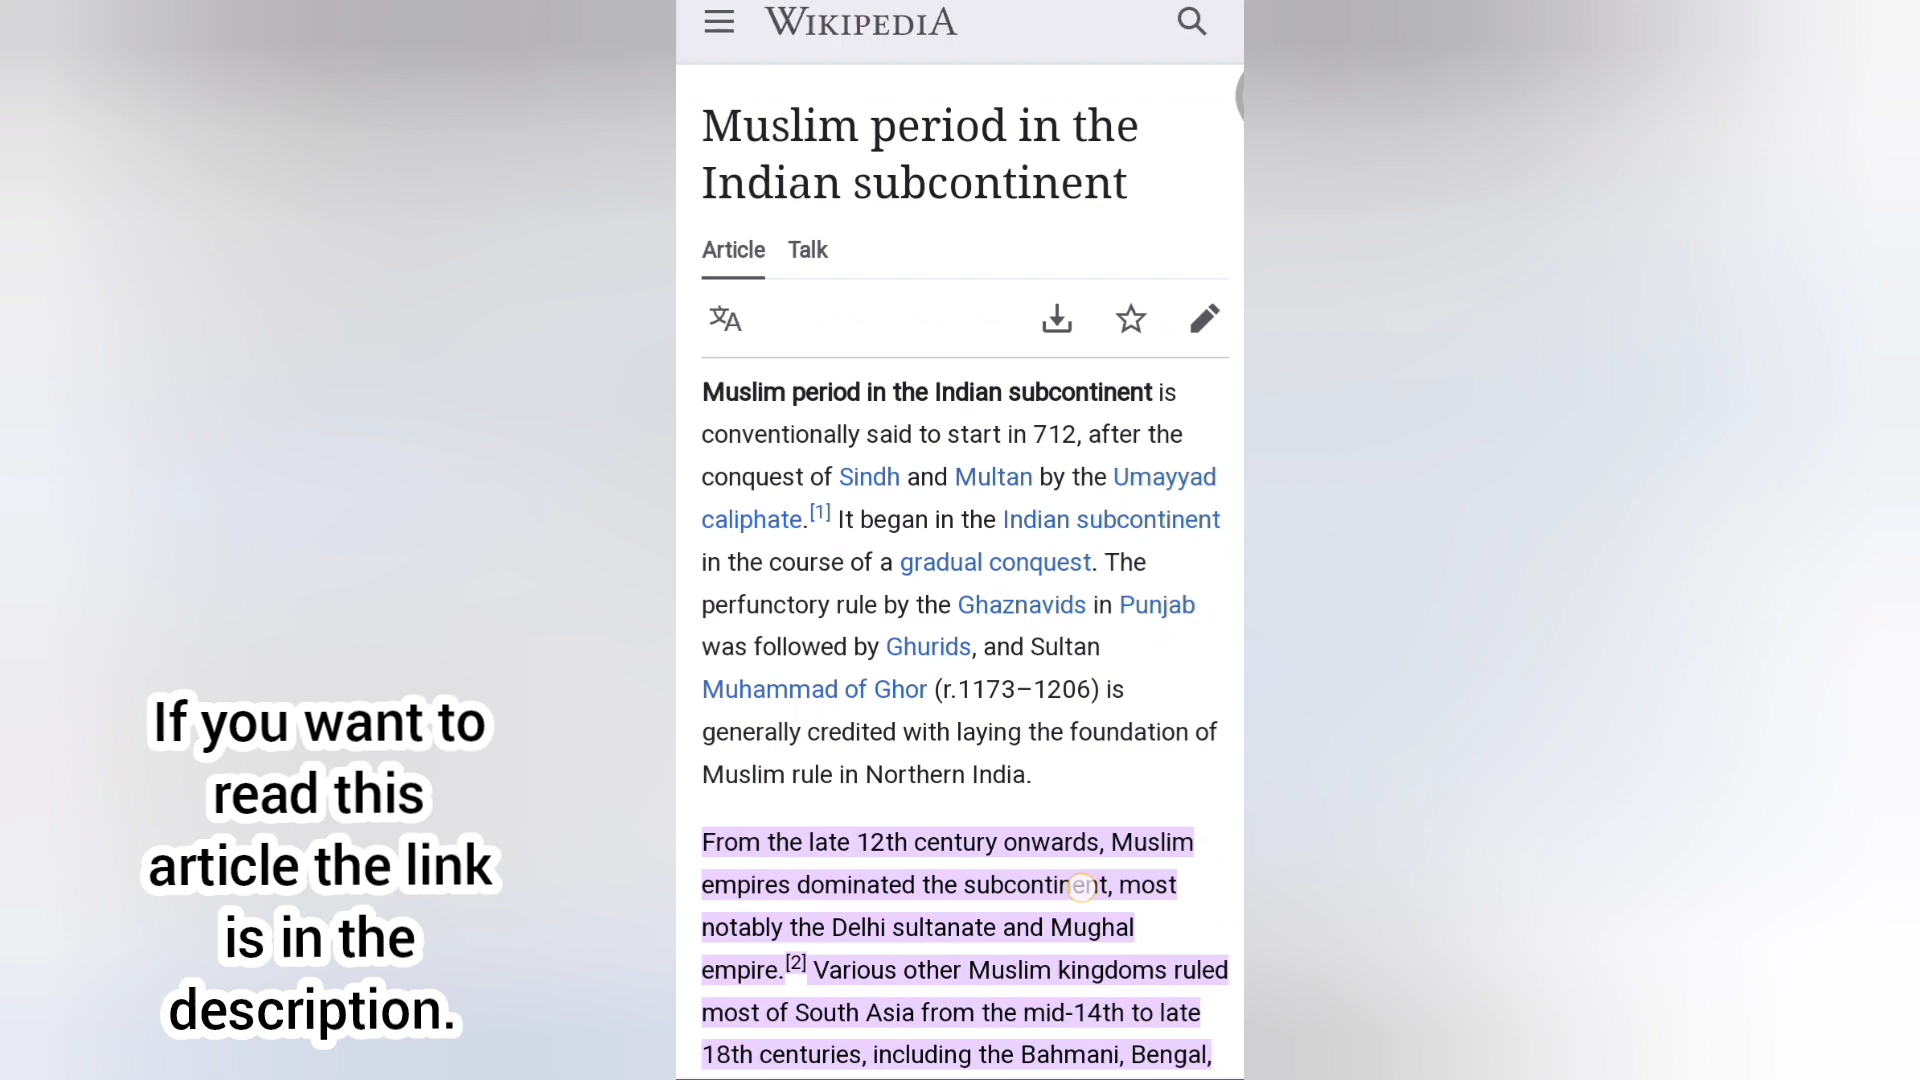 WIKIPEDIA
Muslim period in the
Indian subcontinent
Article Talk
文A
Muslim period in the Indian subcontinent is
conventionally said to start in 712, after the
conquest of Sindh and Multan by the Umayyad
caliphate.[1] It began in the Indian subcontinent
in the course of a gradual conquest. The
perfunctory rule by the Ghaznavids in Punjab
was followed by Ghurids, and Sultan
Muhammad of Ghor (r.1173–1206) is
generally credited with laying the foundation of
Muslim rule in Northern India.
From the late 12th century onwards, Muslim
empires dominated the subcontinent, most
notably the Delhi sultanate and Mughal
empire.[2] Various other Muslim kingdoms ruled
most of South Asia from the mid-14th to late
18th centuries, including the Bahmani, Bengal,
If you want to
read this
article the link
is in the
description.